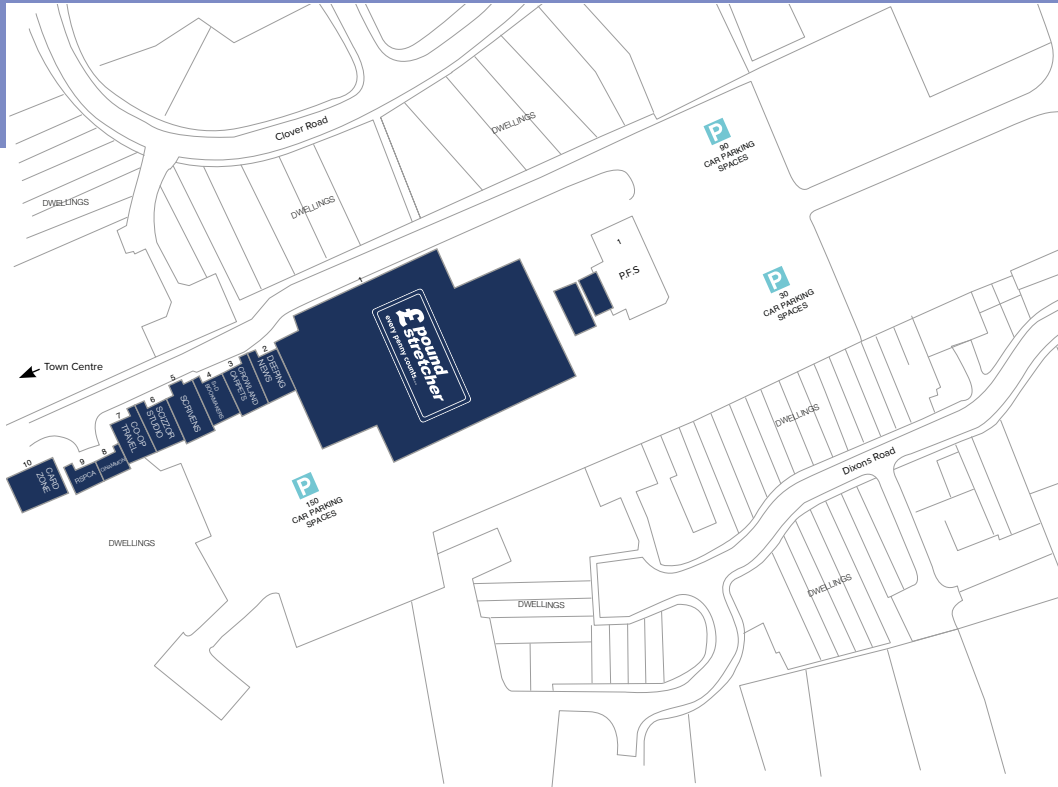 Clover Road
DWELLINGS
DWELLINGS
DWELLINGS
P
90
CAR PARKING
SPACES
1
P.F.S
P
30
CAR PARKING
SPACES
1
£ pound
stretcher
every penny counts...
Town Centre
2
DEEPING
NEWS
3
CROWLAND
CARPETS
4
BOOKMAKERS
5
SCRIVENS
6
SCIZZOR
STUDIO
7
CO-OP
TRAVEL
8
9
RSPCA
10
CARD
ZONE
P
150
CAR PARKING
SPACES
DWELLINGS
DWELLINGS
Dixons Road
DWELLINGS
DWELLINGS